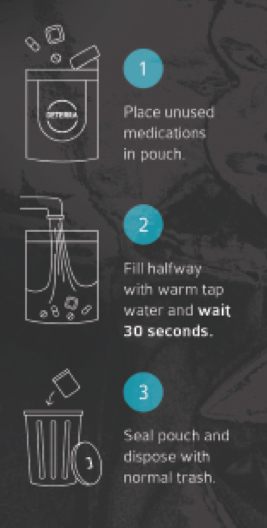 DETERRA
1
Place unused
medications
in pouch.
2
Fill halfway
with warm tap
water and wait
30 seconds.
3
Seal pouch and
dispose with
normal trash.